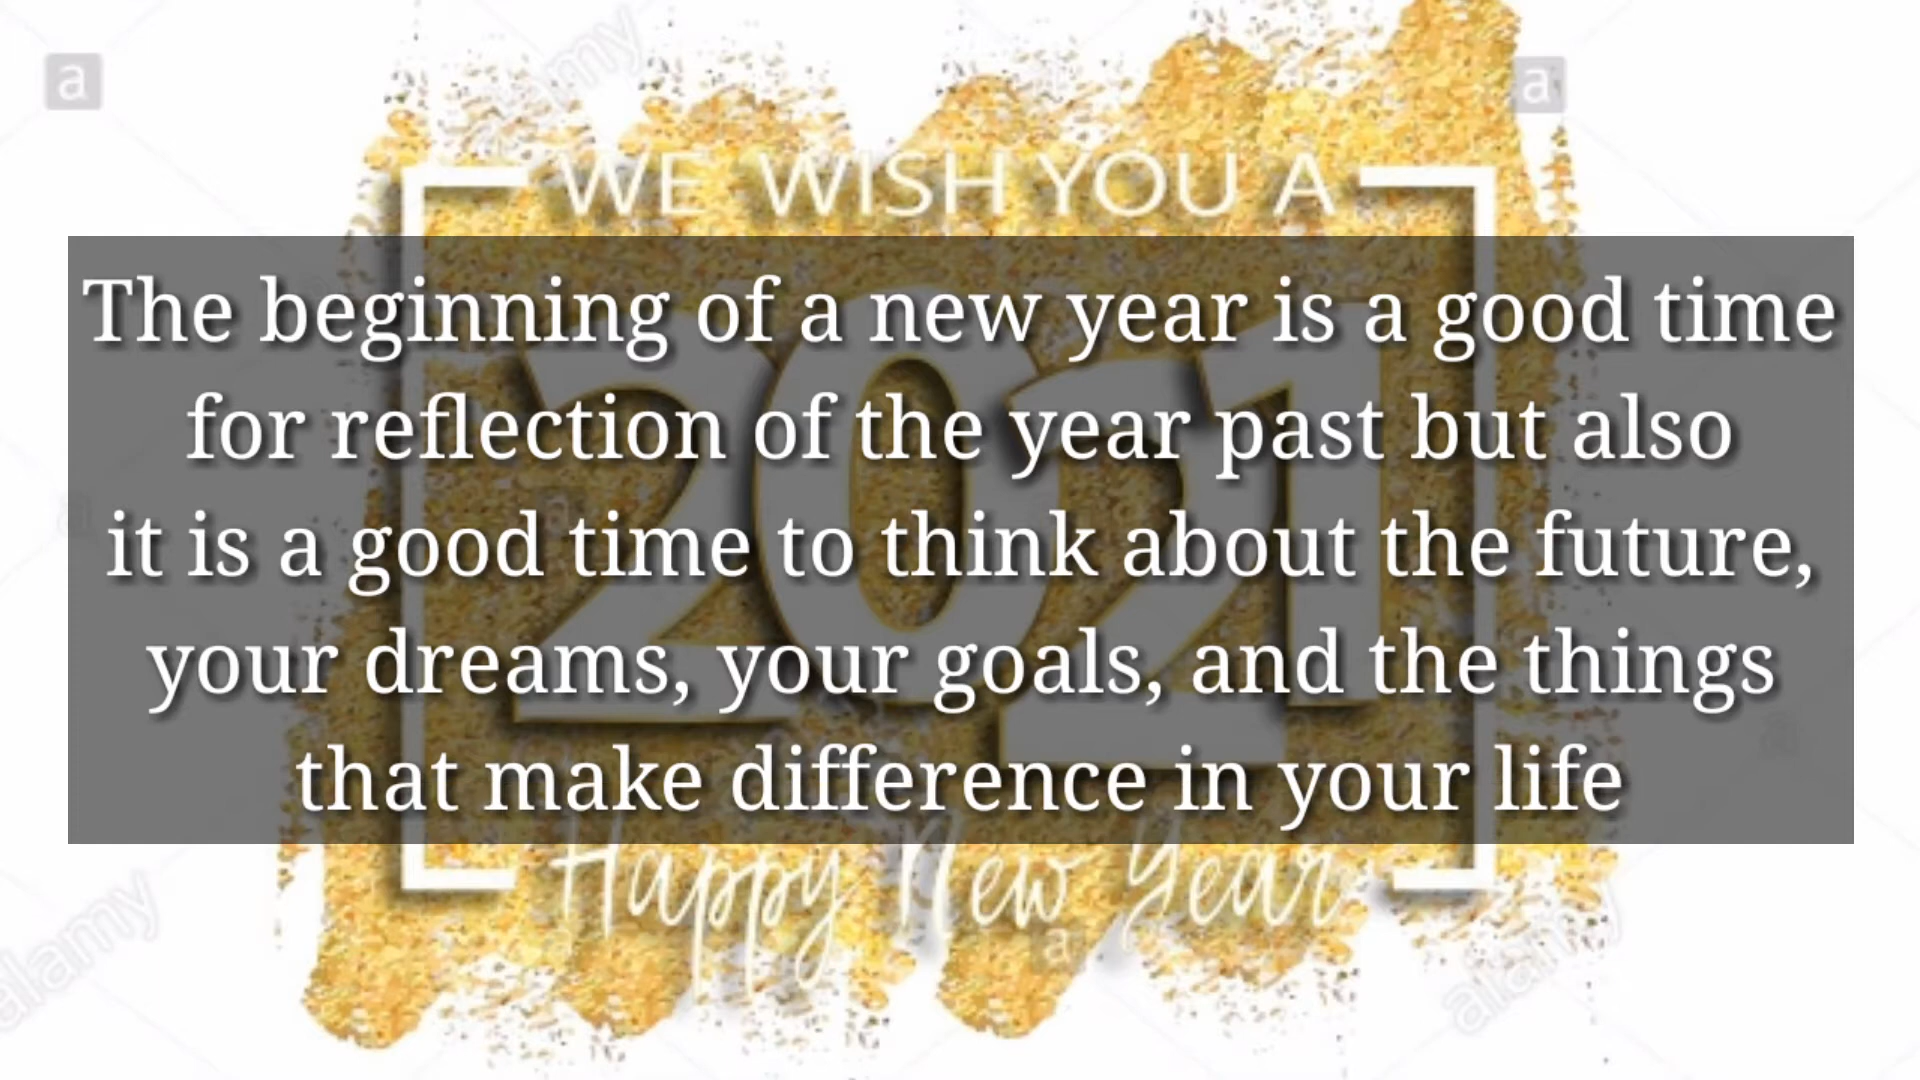 a
a
WE WISH YOU A
The beginning of a new year is a good time
for reflection of the year past but also
it is a good time to think about the future,
your dreams, your goals, and the things
that make difference in your life
2021
Happy New Year
a
alamy
alamy